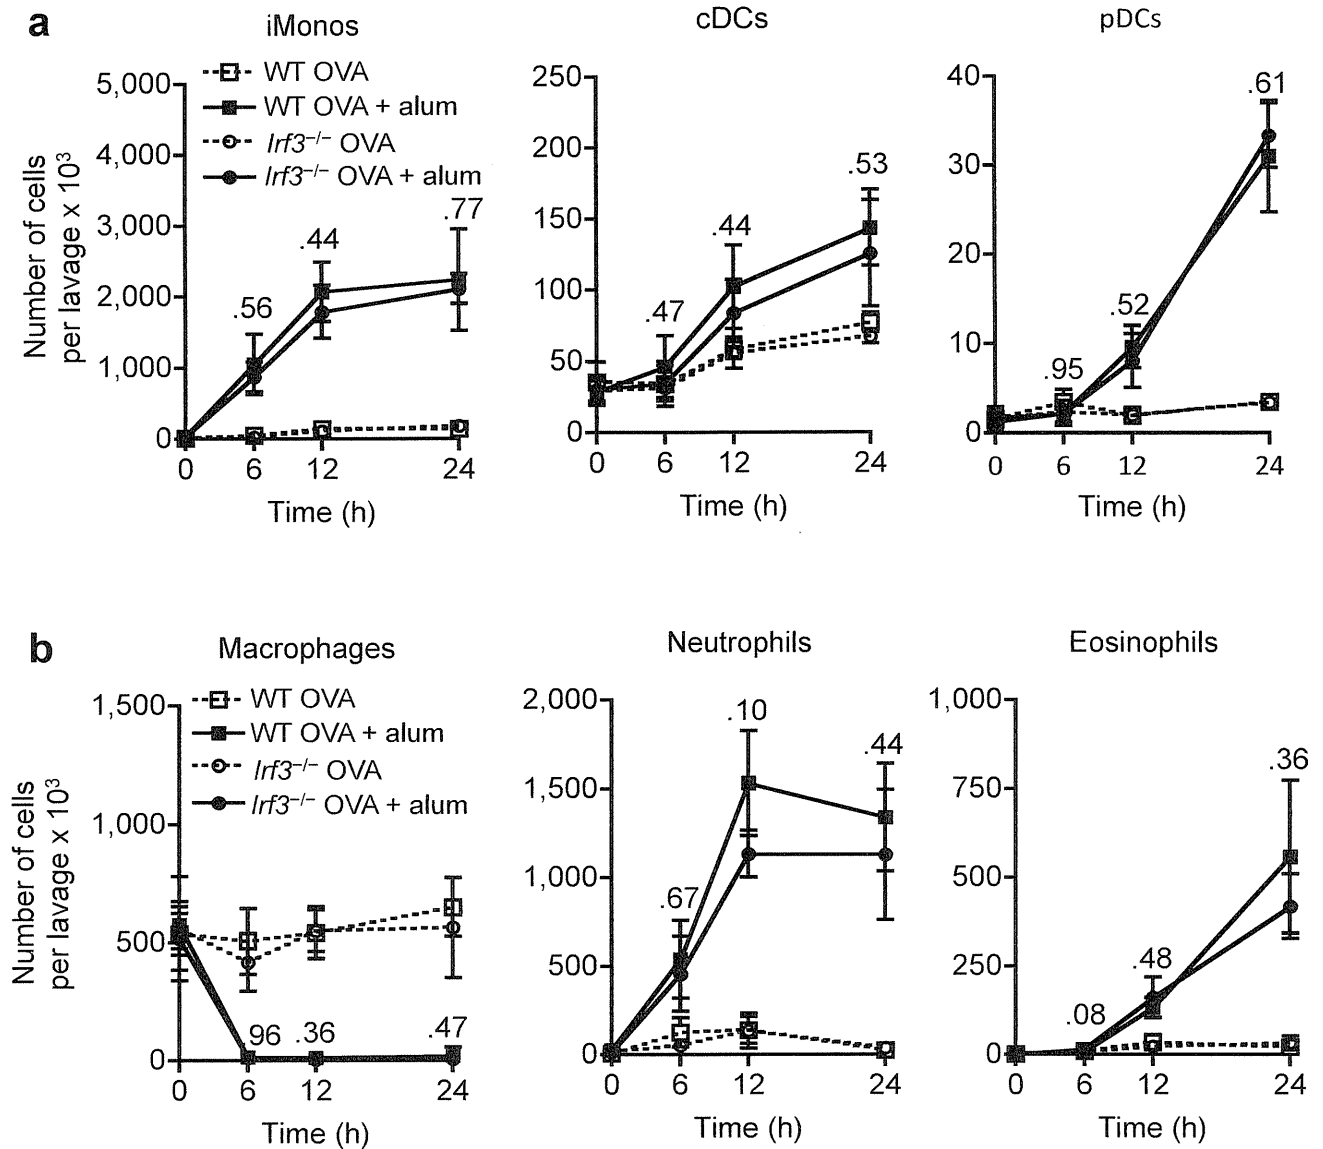 a
iMonos
cDCs
pDCs
WT OVA
WT OVA + alum
Irf3–/– OVA
Irf3–/– OVA + alum
Number of cells
per lavage x 10³
5,000
4,000
3,000
2,000
1,000
0
.56
.44
.77
0 6 12 24
Time (h)
250
200
150
100
50
0
.47
.44
.53
0 6 12 24
Time (h)
40
30
20
10
0
.95
.52
.61
0 6 12 24
Time (h)
b
Macrophages
Neutrophils
Eosinophils
WT OVA
WT OVA + alum
Irf3–/– OVA
Irf3–/– OVA + alum
Number of cells
per lavage x 10³
1,500
1,000
500
0
.96 .36 .47
0 6 12 24
Time (h)
2,000
1,500
1,000
500
0
.67
.10
.44
0 6 12 24
Time (h)
1,000
750
500
250
0
.08
.48
.36
0 6 12 24
Time (h)